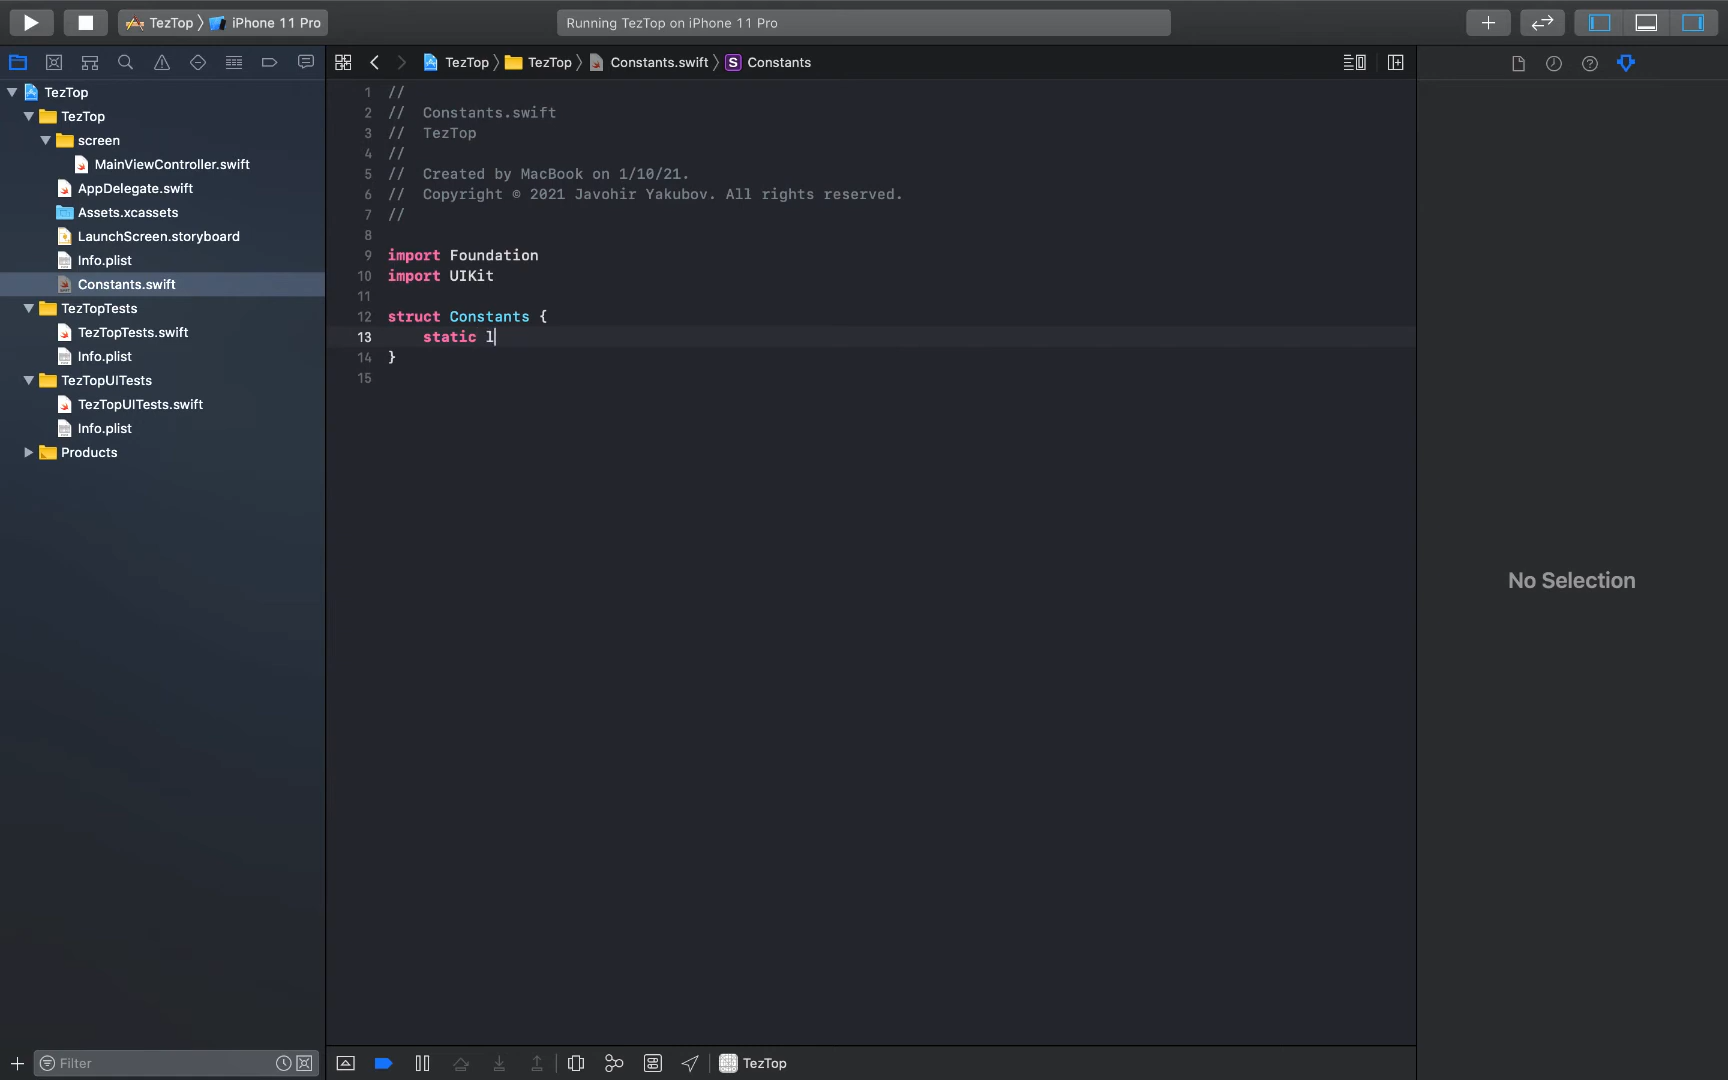 TezTop 〉 iPhone 11 Pro
Running TezTop on iPhone 11 Pro
TezTop 〉 TezTop 〉 Constants.swift 〉 S Constants
TezTop
TezTop
screen
MainViewController.swift
AppDelegate.swift
Assets.xcassets
LaunchScreen.storyboard
Info.plist
Constants.swift
TezTopTests
TezTopTests.swift
Info.plist
TezTopUITests
TezTopUITests.swift
Info.plist
Products
1 //
2 //  Constants.swift
3 //  TezTop
4 //
5 //  Created by MacBook on 1/10/21.
6 //  Copyright © 2021 Javohir Yakubov. All rights reserved.
7 //
8
9 import Foundation
10 import UIKit
11
12 struct Constants {
13     static l
14 }
15
No Selection
Filter
TezTop